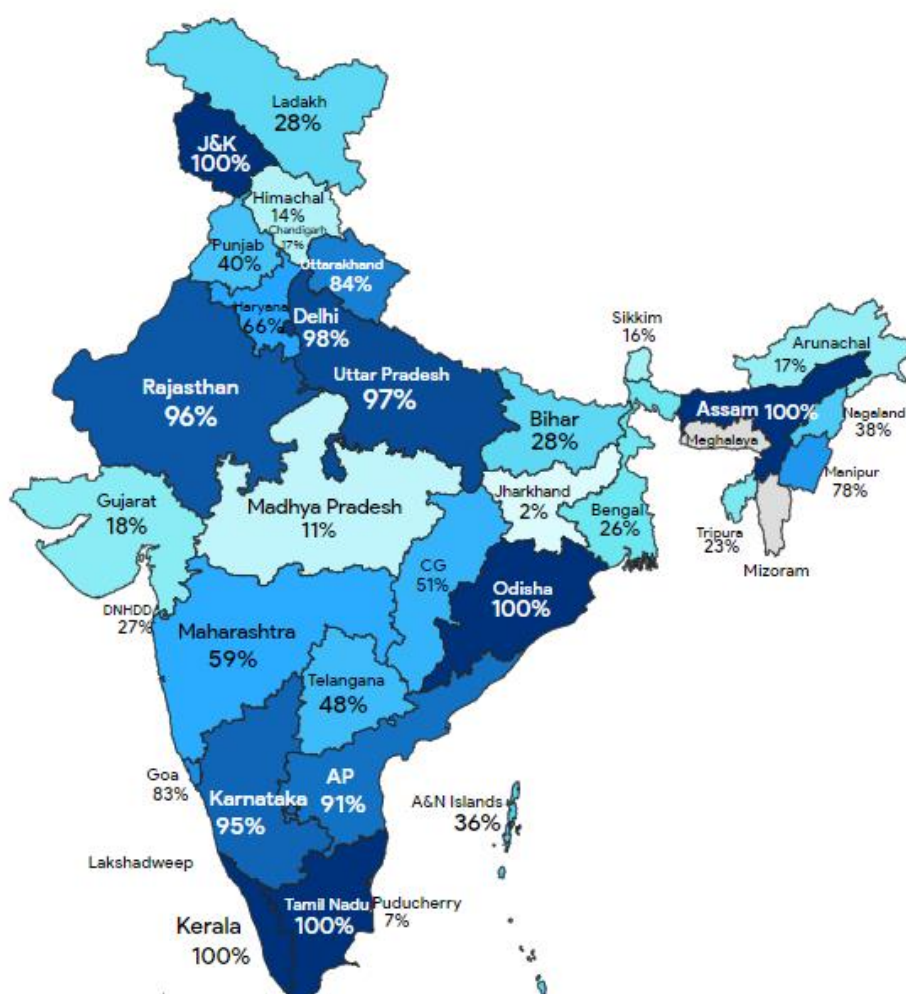 Ladakh
28%
J&K
100%
Himachal
14%
Chandigarh
17%
Punjab
40%
Uttarakhand
84%
Haryana
66%
Delhi
98%
Sikkim
16%
Arunachal
17%
Rajasthan
96%
Uttar Pradesh
97%
Bihar
28%
Assam 100%
Nagaland
38%
Meghalaya
Manipur
78%
Gujarat
18%
Madhya Pradesh
11%
Jharkhand
2%
Bengal
26%
Tripura
23%
Mizoram
CG
51%
Odisha
100%
DNHDD
27%
Maharashtra
59%
Telangana
48%
Goa
83%
Karnataka
95%
AP
91%
A&N Islands
36%
Lakshadweep
Kerala
100%
Tamil Nadu
100%
Puducherry
7%